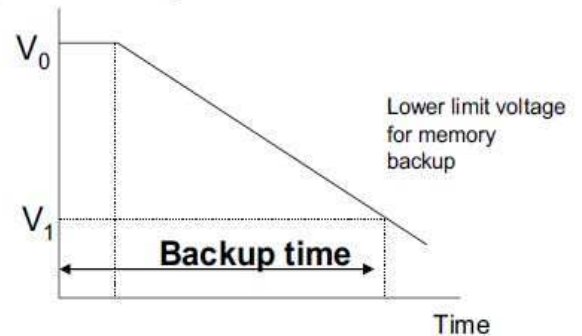 V0
Lower limit voltage
for memory
backup
V1
Backup time
Time